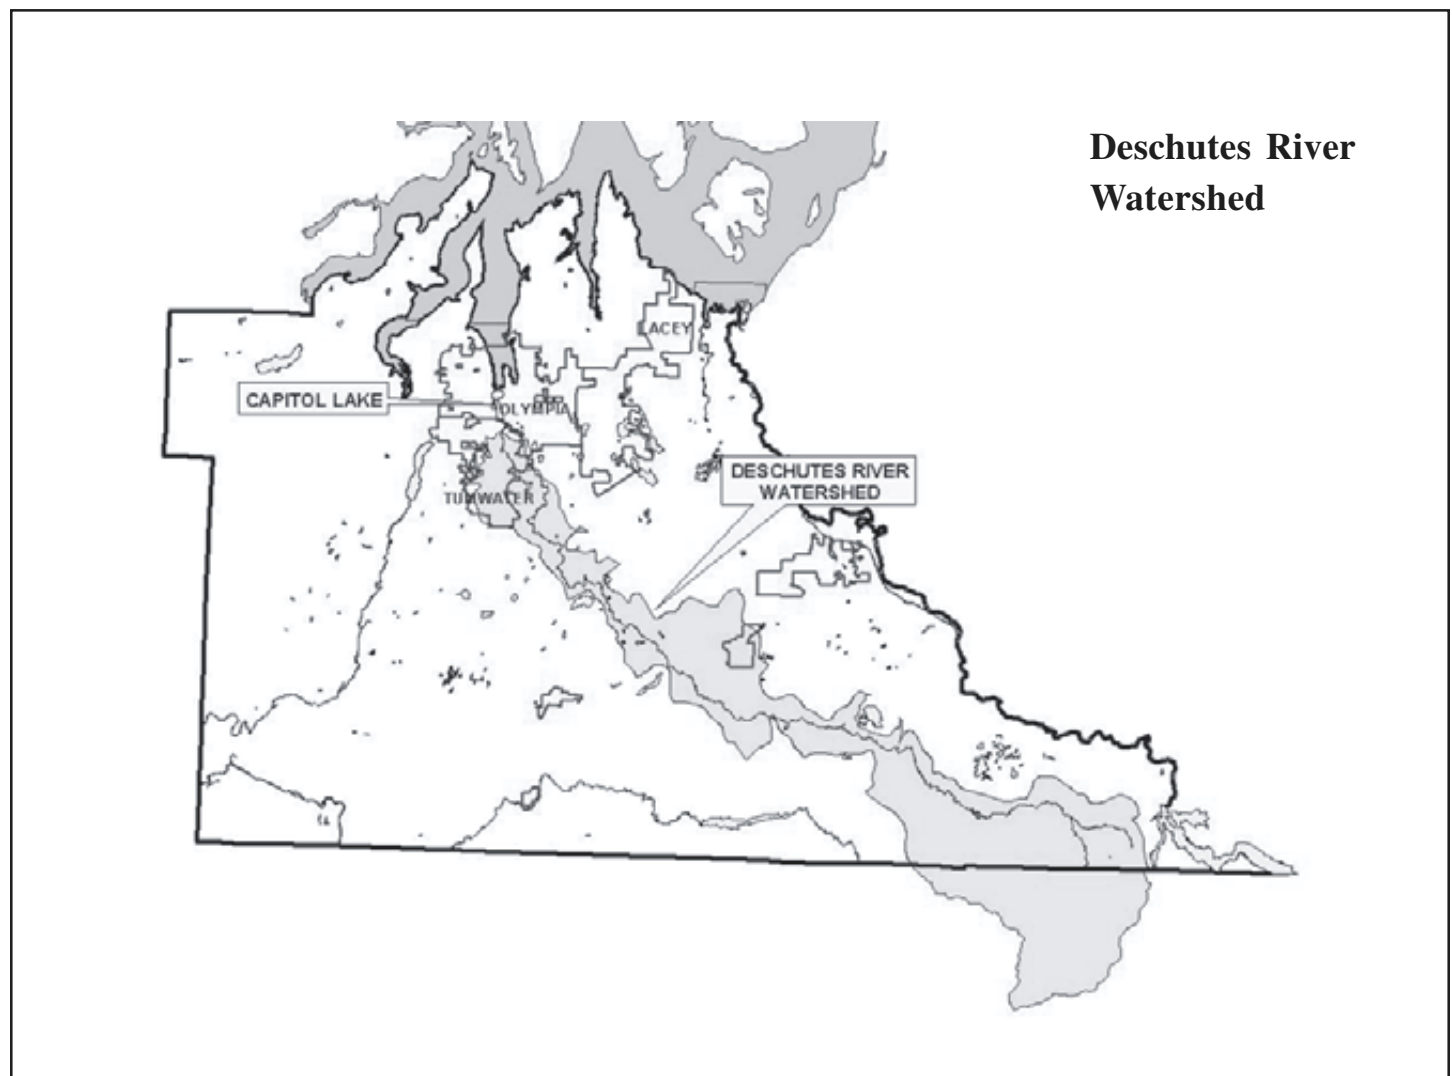 Deschutes River
Watershed
LACEY
CAPITOL LAKE
OLYMPIA
DESCHUTES RIVER
WATERSHED
TUMWATER